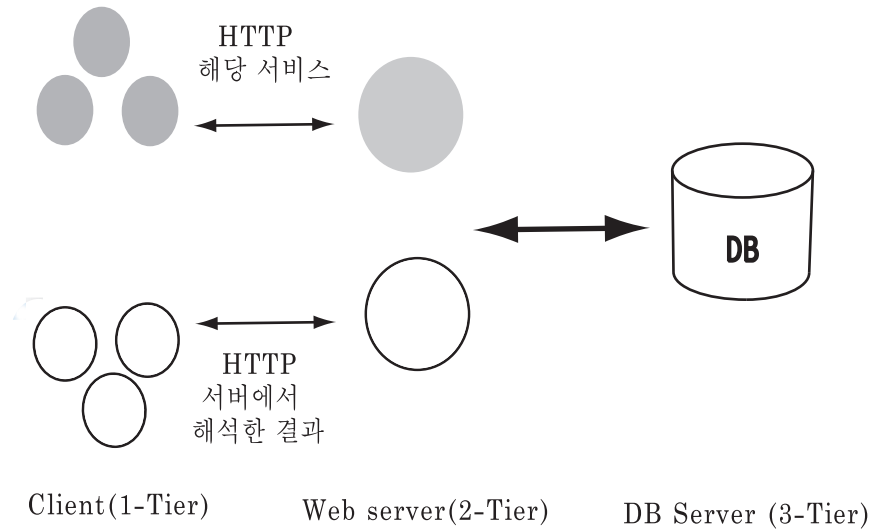 HTTP
해당 서비스
DB
HTTP
서버에서
해석한 결과
Client(1-Tier)
Web server(2-Tier)
DB Server (3-Tier)